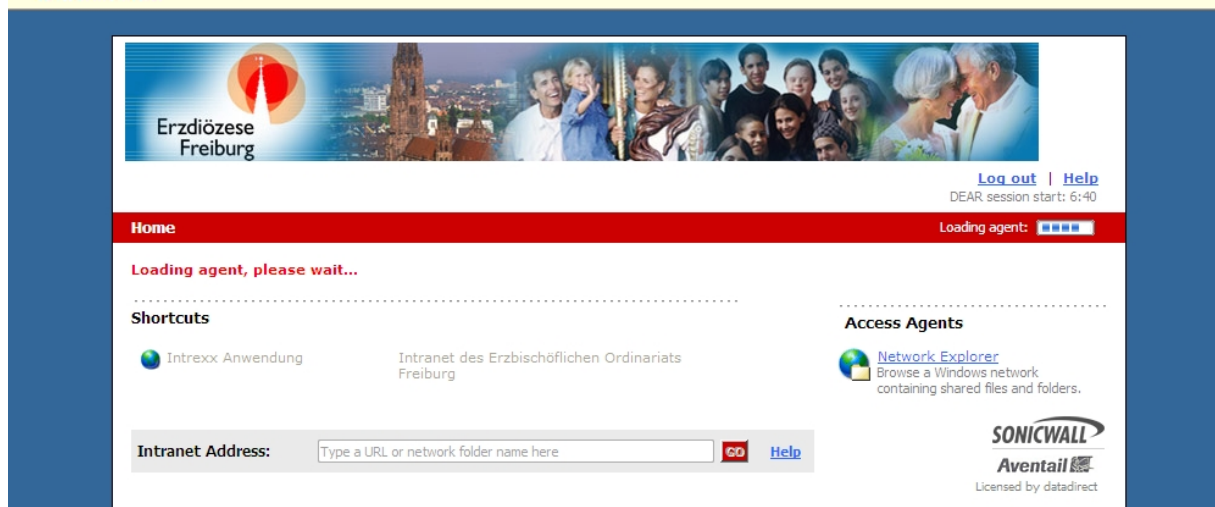 Erzdiözese
Freiburg
Log out | Help
DEAR session start: 6:40
Home
Loading agent:
Loading agent, please wait...
Shortcuts
Access Agents
Intrexx Anwendung
Intranet des Erzbischöflichen Ordinariats
Freiburg
Network Explorer
Browse a Windows network
containing shared files and folders.
Intranet Address:
Type a URL or network folder name here
GO
Help
SONICWALL
Aventail
Licensed by datadirect